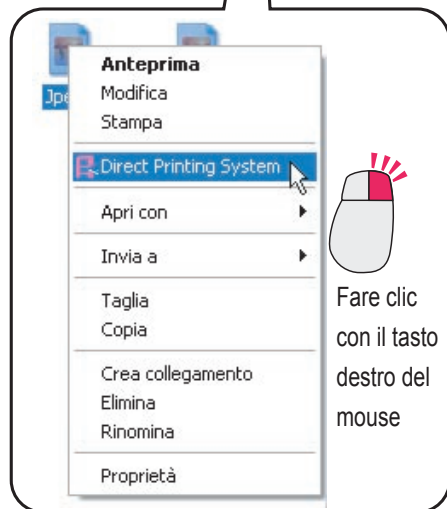 Jpe
Anteprima
Modifica
Stampa
Direct Printing System
Apri con
Invia a
Taglia
Copia
Crea collegamento
Elimina
Rinomina
Proprietà
Fare clic
con il tasto
destro del
mouse